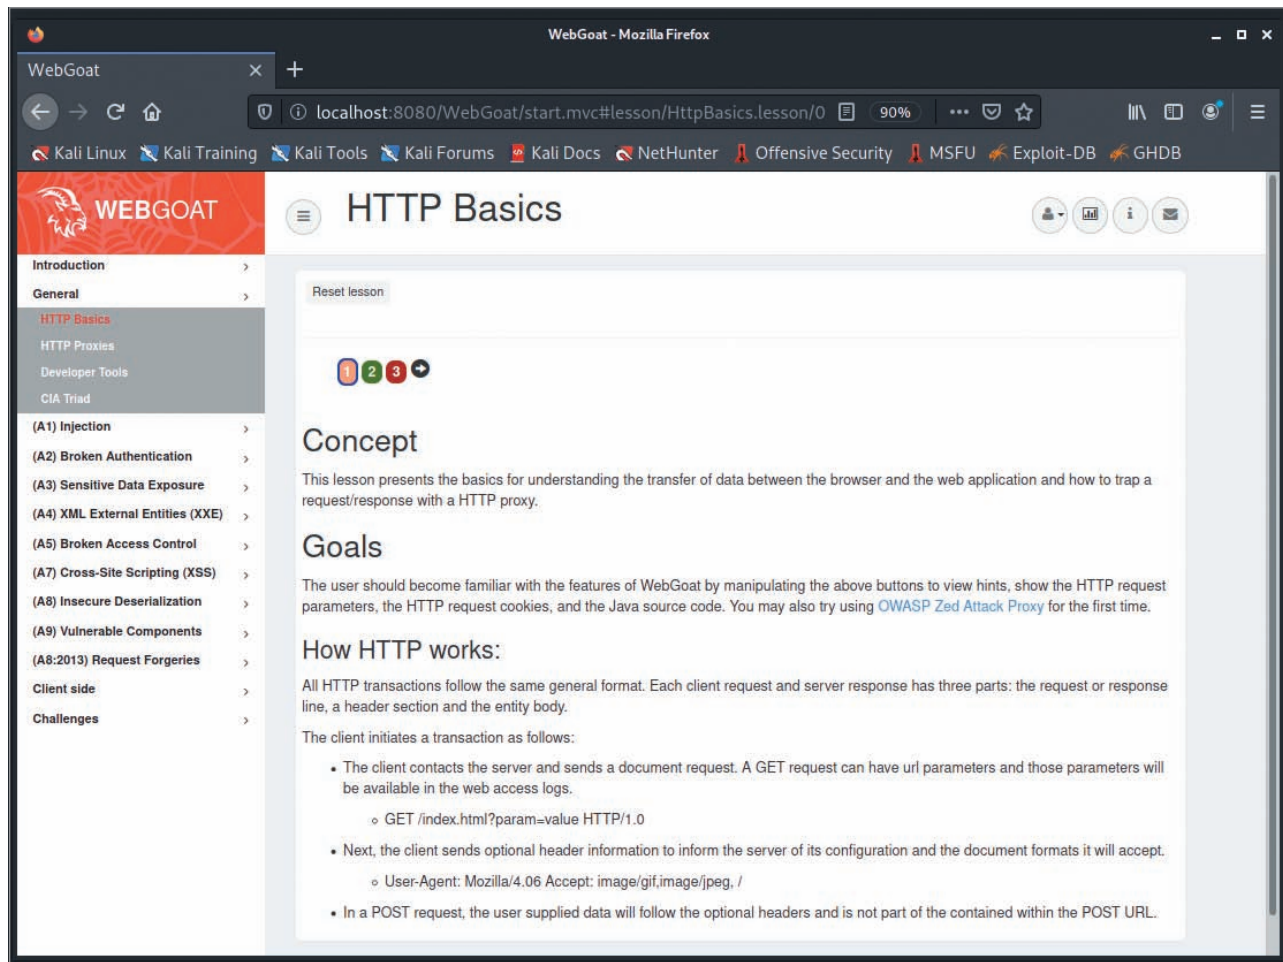 WebGoat - Mozilla Firefox
WebGoat
localhost:8080/WebGoat/start.mvc#lesson/HttpBasics.lesson/0 90%
Kali Linux Kali Training Kali Tools Kali Forums Kali Docs NetHunter Offensive Security MSFU Exploit-DB GHDB
WEBGOAT
HTTP Basics
Introduction
General
HTTP Basics
HTTP Proxies
Developer Tools
CIA Triad
(A1) Injection
(A2) Broken Authentication
(A3) Sensitive Data Exposure
(A4) XML External Entities (XXE)
(A5) Broken Access Control
(A7) Cross-Site Scripting (XSS)
(A8) Insecure Deserialization
(A9) Vulnerable Components
(A8:2013) Request Forgeries
Client side
Challenges
Reset lesson
1 2 3
Concept
This lesson presents the basics for understanding the transfer of data between the browser and the web application and how to trap a
request/response with a HTTP proxy.
Goals
The user should become familiar with the features of WebGoat by manipulating the above buttons to view hints, show the HTTP request
parameters, the HTTP request cookies, and the Java source code. You may also try using OWASP Zed Attack Proxy for the first time.
How HTTP works:
All HTTP transactions follow the same general format. Each client request and server response has three parts: the request or response
line, a header section and the entity body.
The client initiates a transaction as follows:
• The client contacts the server and sends a document request. A GET request can have url parameters and those parameters will
be available in the web access logs.
◦ GET /index.html?param=value HTTP/1.0
• Next, the client sends optional header information to inform the server of its configuration and the document formats it will accept.
◦ User-Agent: Mozilla/4.06 Accept: image/gif,image/jpeg, /
• In a POST request, the user supplied data will follow the optional headers and is not part of the contained within the POST URL.